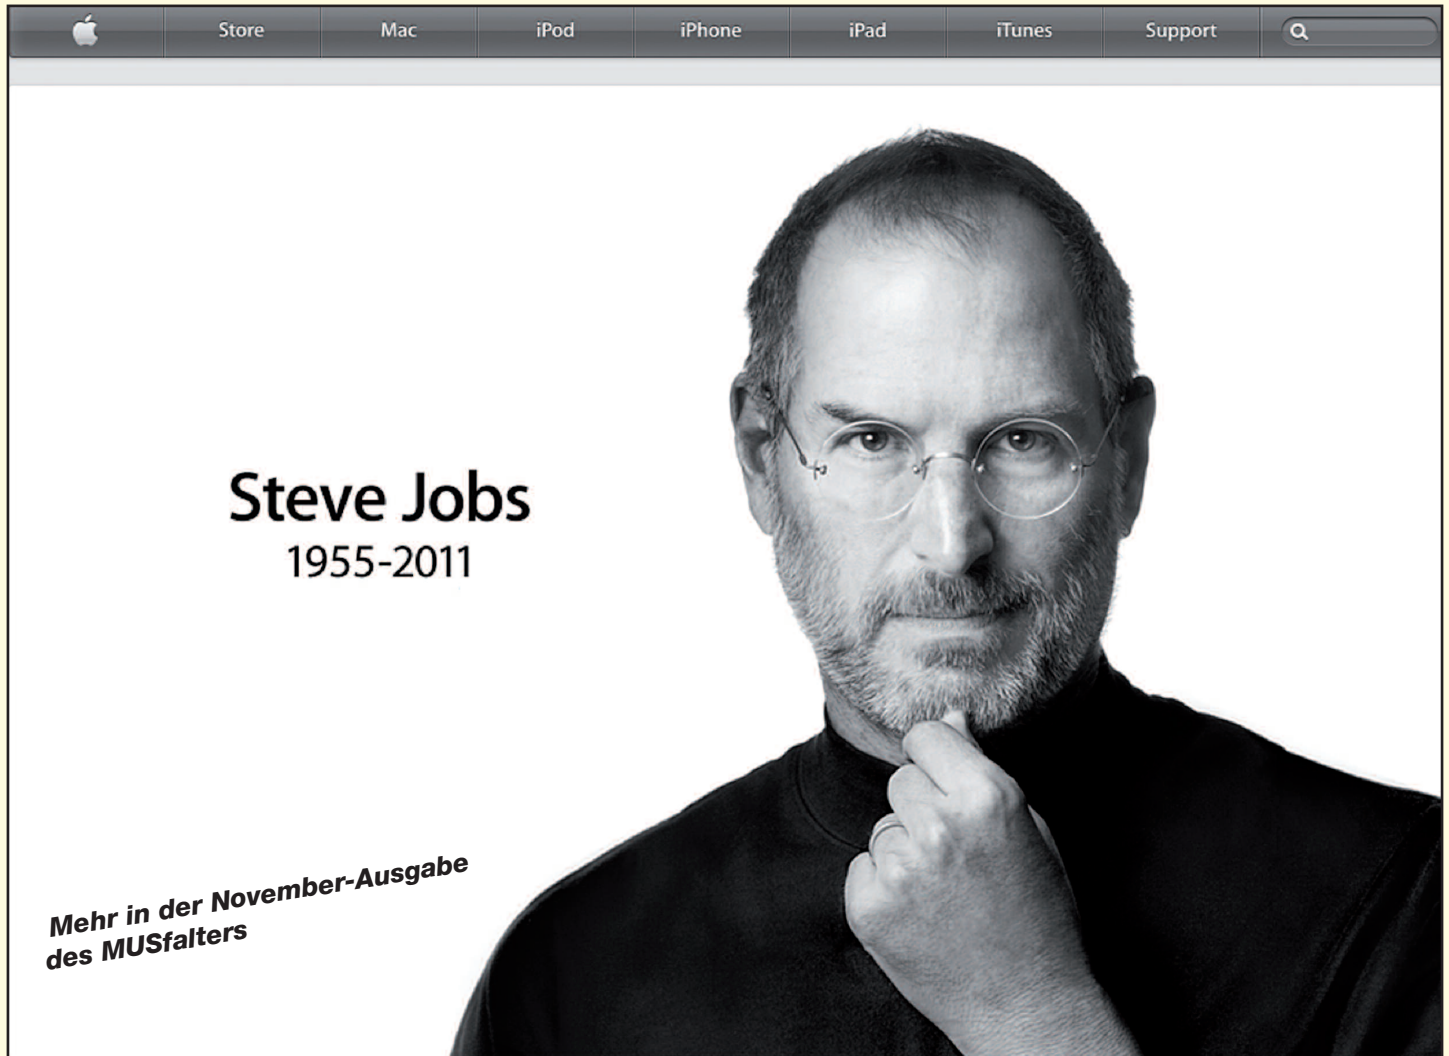 Store Mac iPod iPhone iPad iTunes Support
Steve Jobs
1955-2011
Mehr in der November-Ausgabe
des MUSfalters